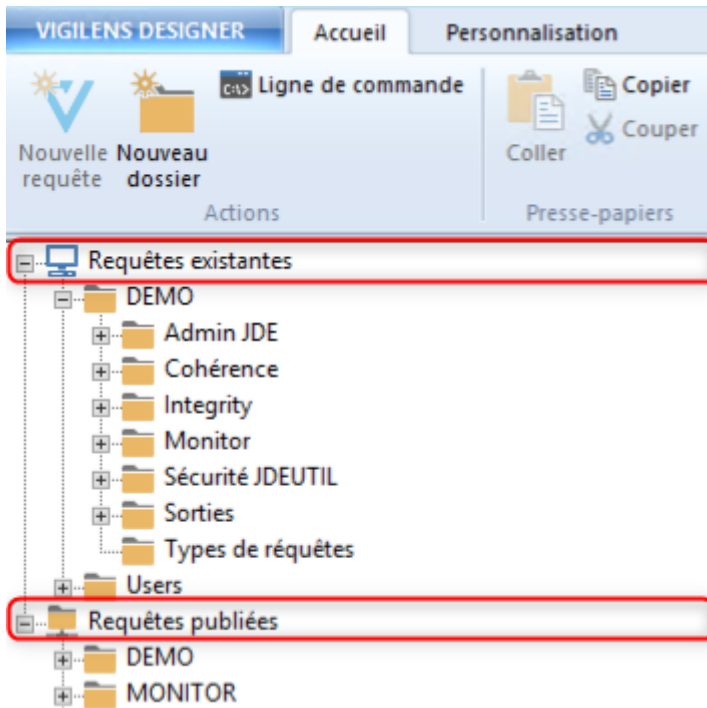 VIGILENS DESIGNER Accueil Personnalisation
Nouvelle requête
Nouveau dossier
C:\> Ligne de commande
Actions
Coller
Copier
Couper
Presse-papiers
Requêtes existantes
DEMO
Admin JDE
Cohérence
Integrity
Monitor
Sécurité JDEUTIL
Sorties
Types de réquêtes
Users
Requêtes publiées
DEMO
MONITOR